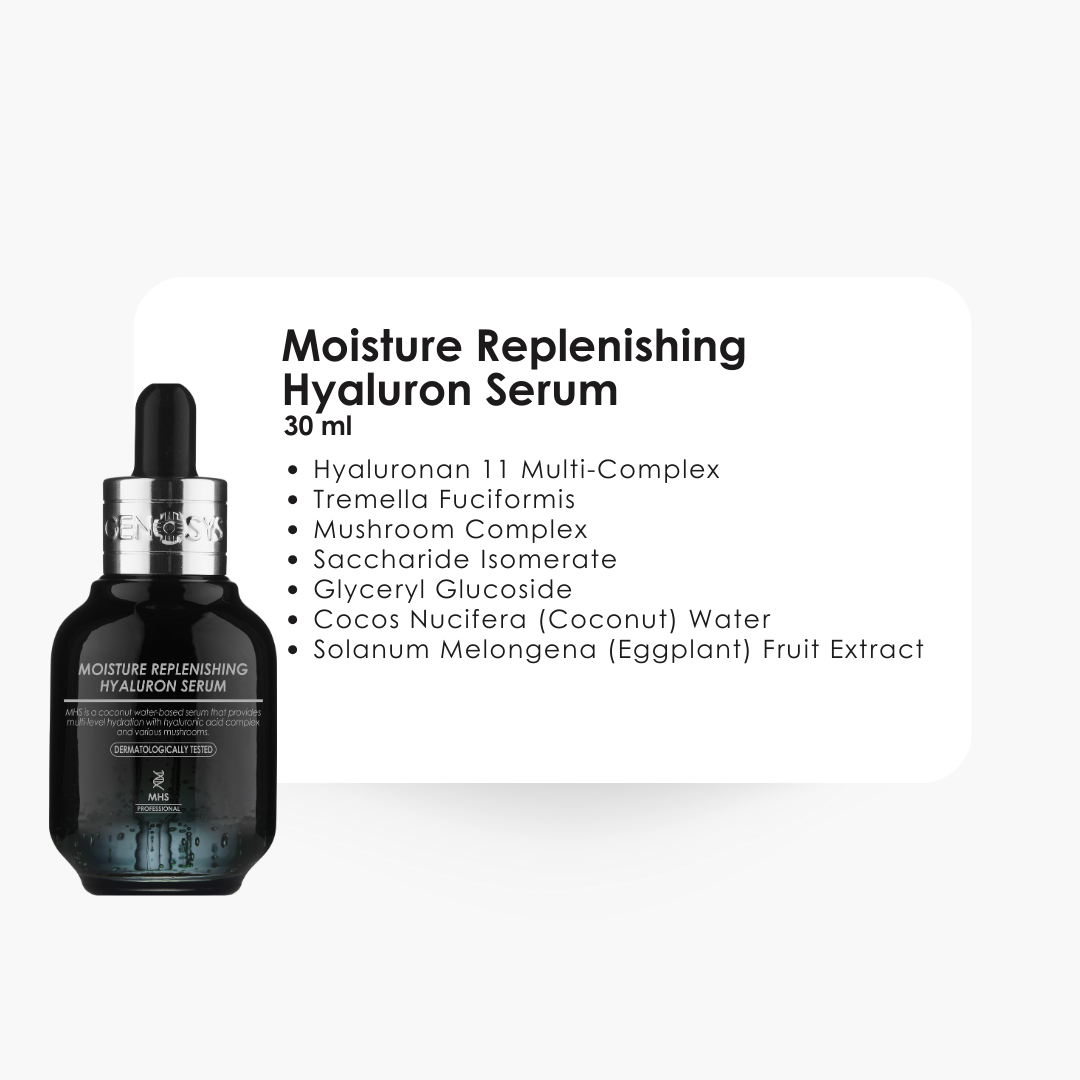 Moisture Replenishing
Hyaluron Serum
30 ml
• Hyaluronan 11 Multi-Complex
• Tremella Fuciformis
• Mushroom Complex
• Saccharide Isomerate
• Glyceryl Glucoside
• Cocos Nucifera (Coconut) Water
• Solanum Melongena (Eggplant) Fruit Extract
GENOSYS
MOISTURE REPLENISHING
HYALURON SERUM
MHS is a coconut water-based serum that provides
multi-level hydration with hyaluronic acid complex
and various mushrooms.
DERMATOLOGICALLY TESTED
MHS
PROFESSIONAL